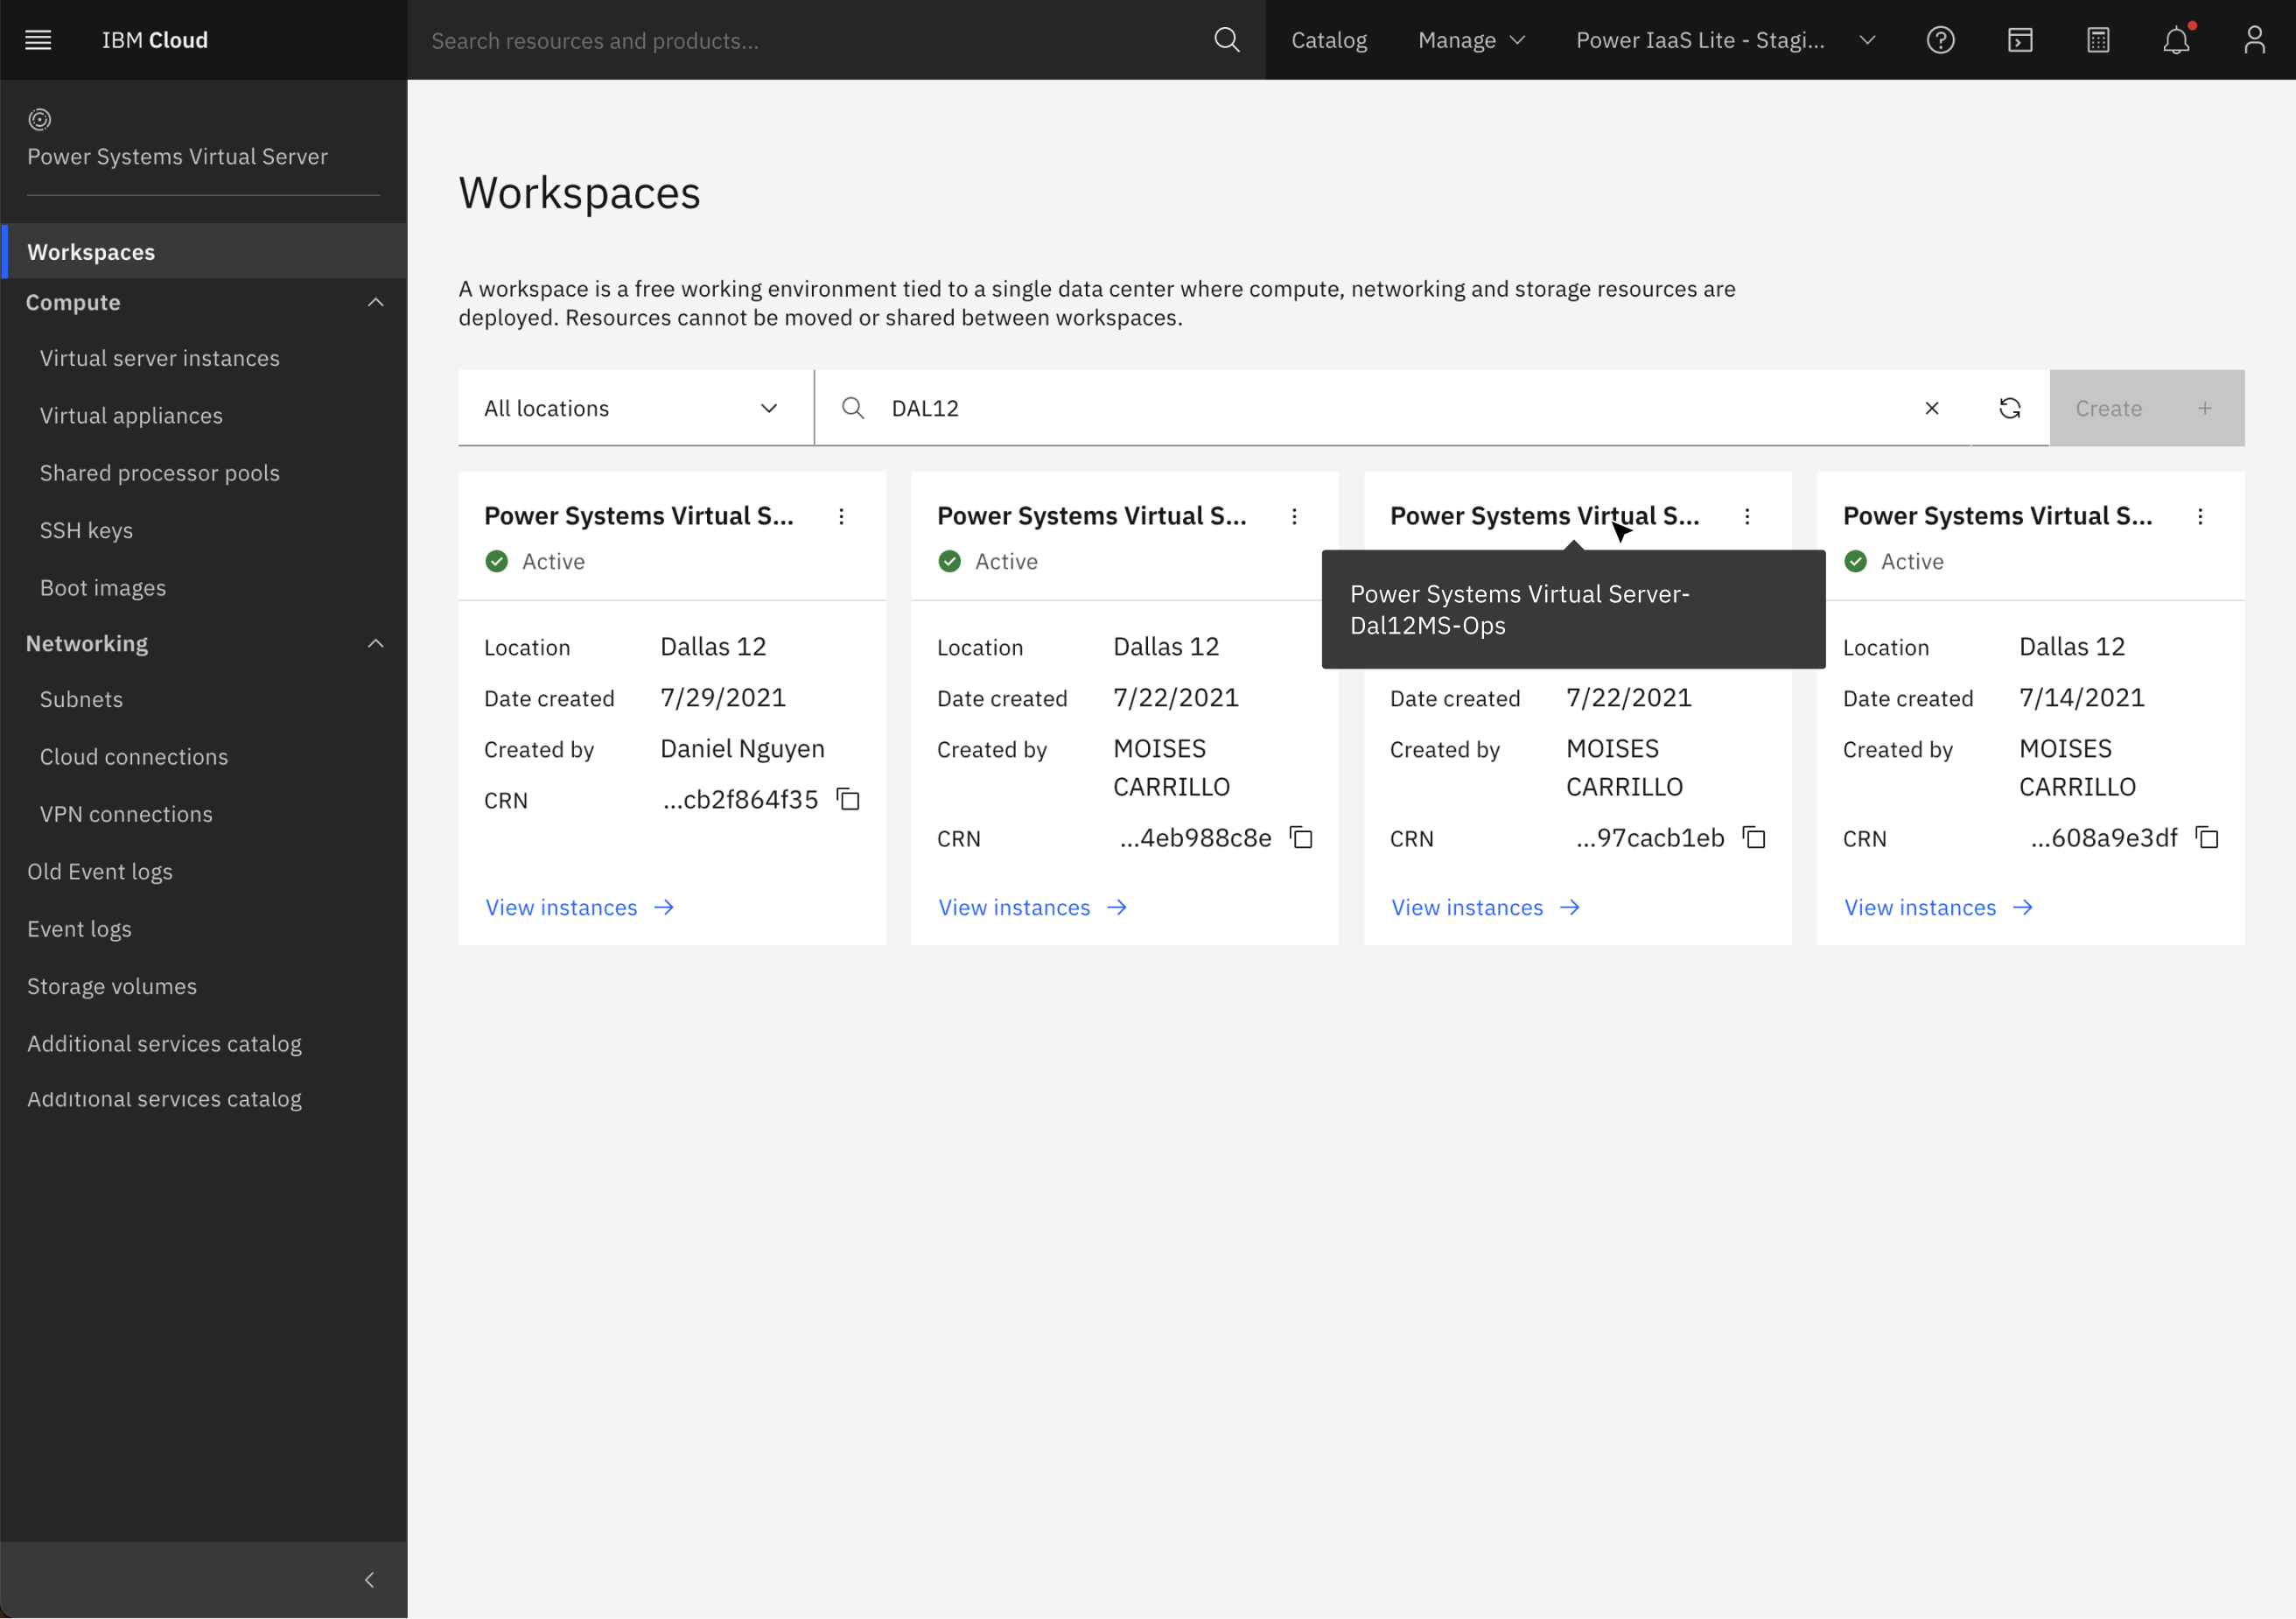 IBM Cloud
Search resources and products...
Catalog
Manage
Power IaaS Lite - Stagi...
Power Systems Virtual Server
Workspaces
Compute
Virtual server instances
Virtual appliances
Shared processor pools
SSH keys
Boot images
Networking
Subnets
Cloud connections
VPN connections
Old Event logs
Event logs
Storage volumes
Additional services catalog
Additional services catalog
Workspaces
A workspace is a free working environment tied to a single data center where compute, networking and storage resources are
deployed. Resources cannot be moved or shared between workspaces.
All locations
DAL12
Create
Power Systems Virtual S...
Active
Location Dallas 12
Date created 7/29/2021
Created by Daniel Nguyen
CRN ...cb2f864f35
View instances
Power Systems Virtual S...
Active
Location Dallas 12
Date created 7/22/2021
Created by MOISES
CARRILLO
CRN ...4eb988c8e
View instances
Power Systems Virtual S...
Power Systems Virtual Server-
Dal12MS-Ops
Date created 7/22/2021
Created by MOISES
CARRILLO
CRN ...97cacb1eb
View instances
Power Systems Virtual S...
Active
Location Dallas 12
Date created 7/14/2021
Created by MOISES
CARRILLO
CRN ...608a9e3df
View instances